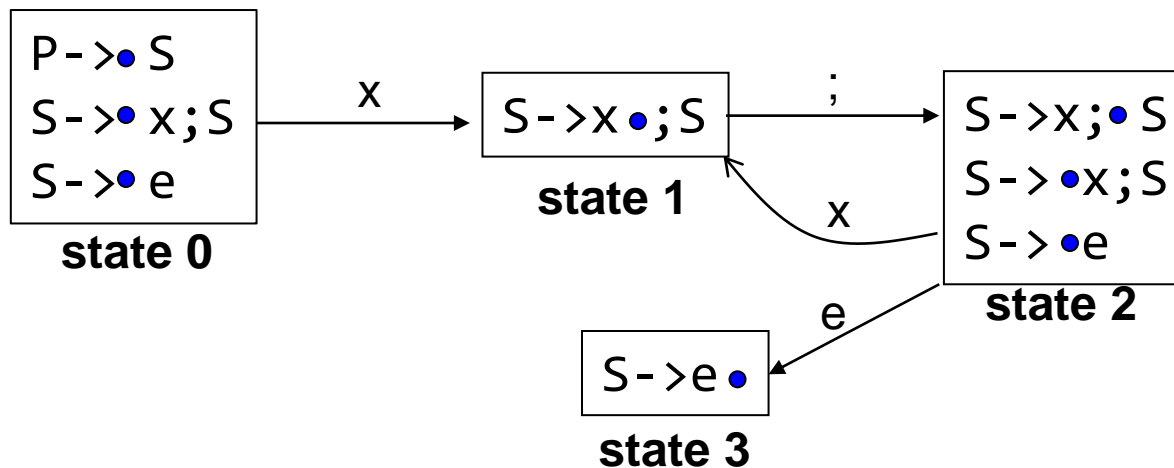 P->• S
S->• x;S
S->• e
state 0
x
S->x •;S
state 1
;
S->x;• S
S-> •x;S
S-> •e
state 2
x
e
S->e •
state 3